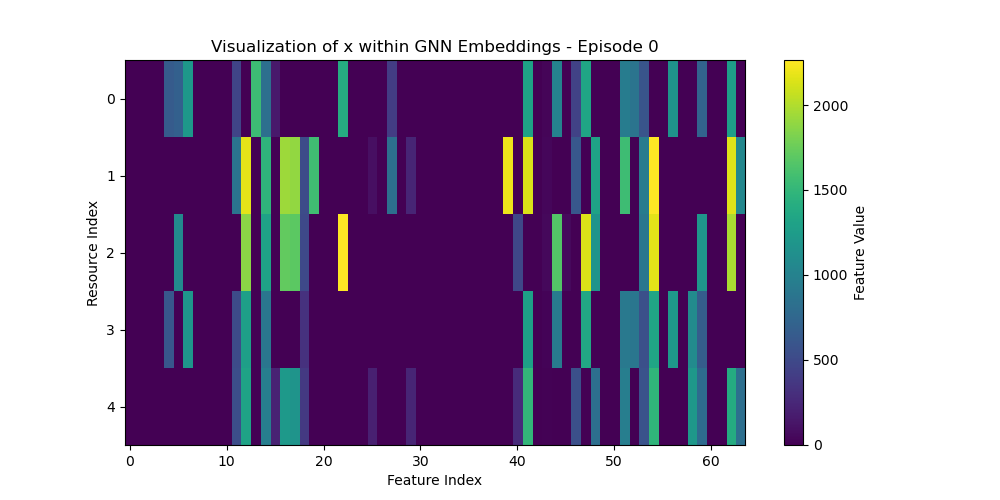 Visualization of x within GNN Embeddings - Episode 0
Resource Index
0
1
2
3
4
0 10 20 30 40 50 60
Feature Index
2000
1500
1000
500
0
Feature Value